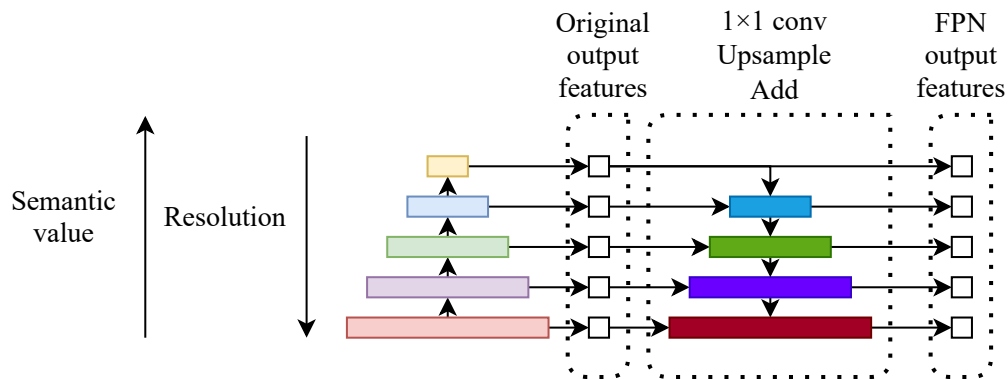 Original
output
features
1×1 conv
Upsample
Add
FPN
output
features
Semantic
value
Resolution